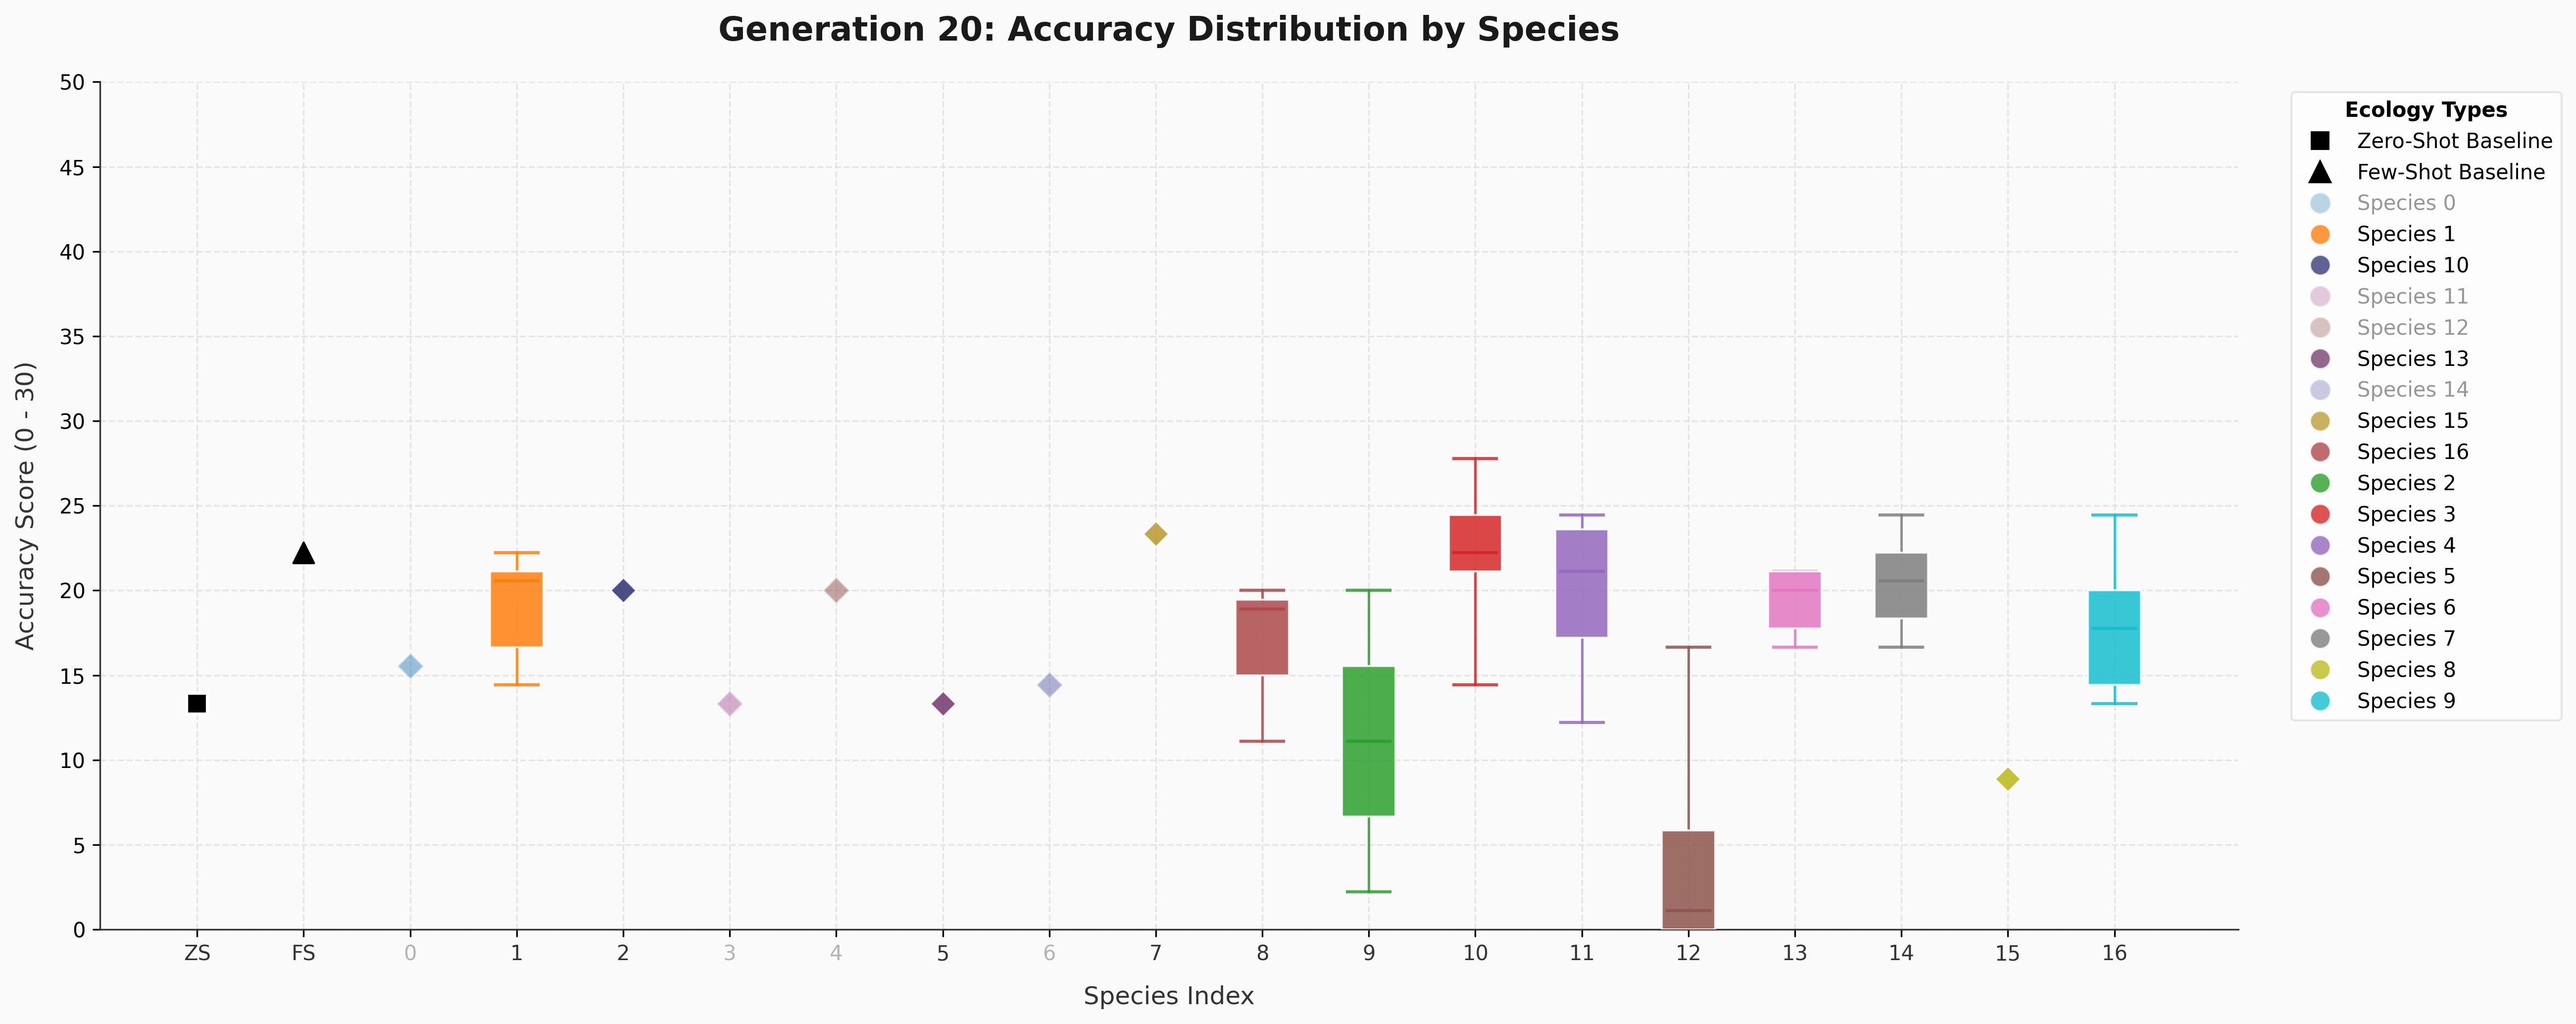 Generation 20: Accuracy Distribution by Species
Accuracy Score (0 - 30)
50
45
40
35
30
25
20
15
10
5
0
ZS FS 0 1 2 3 4 5 6 7 8 9 10 11 12 13 14 15 16
Species Index
Ecology Types
Zero-Shot Baseline
Few-Shot Baseline
Species 0
Species 1
Species 10
Species 11
Species 12
Species 13
Species 14
Species 15
Species 16
Species 2
Species 3
Species 4
Species 5
Species 6
Species 7
Species 8
Species 9